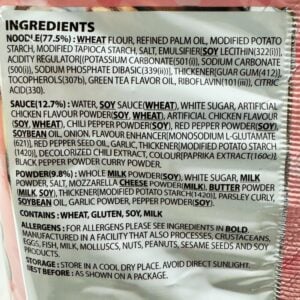 INGREDIENTS
NOODLE(77.5%) : WHEAT FLOUR, REFINED PALM OIL, MODIFIED POTATO
STARCH, MODIFIED TAPIOCA STARCH, SALT, EMULSIFIER[SOY LECITHIN(322(i))],
ACIDITY REGULATOR[(POTASSIUM CARBONATE(501(i)), SODIUM CARBONATE
(500(i)), SODIUM PHOSPHATE DIBASIC(339(ii))], THICKENER[GUAR GUM(412)],
TOCOPHEROLS(307b), GREEN TEA FLAVOR OIL, RIBOFLAVIN(101(iii)), CITRIC
ACID(330).
SAUCE(12.7%) : WATER, SOY SAUCE(WHEAT), WHITE SUGAR, ARTIFICIAL
CHICKEN FLAVOUR POWDER(SOY, WHEAT), ARTIFICIAL CHICKEN FLAVOUR
(SOY, WHEAT), CHILI PEPPER POWDER(SOY), RED PEPPER POWDER(SOY),
SOYBEAN OIL, ONION, FLAVOUR ENHANCER[MONOSODIUM L-GLUTAMATE
(621)], RED PEPPER SEED OIL, GARLIC, THICKENER[MODIFIED POTATO STARCH
(1420)], DECOLORIZED CHILI EXTRACT, COLOUR[PAPRIKA EXTRACT(160c)],
BLACK PEPPER POWDER, CURRY POWDER.
POWDER(9.8%) : WHOLE MILK POWDER(SOY), WHITE SUGAR, MILK
POWDER, SALT, MOZZARELLA CHEESE POWDER(MILK), BUTTER POWDER
(MILK, SOY), THICKENER[MODIFIED POTATO STARCH(1420)], PARSLEY CURLY,
SOYBEAN OIL, GARLIC POWDER, PEPSIN.
CONTAINS : WHEAT, GLUTEN, SOY, MILK
ALLERGENS : FOR ALLERGENS PLEASE SEE INGREDIENTS IN BOLD.
MANUFACTURED IN A FACILITY THAT ALSO PROCESSES, CRUSTACEANS,
EGGS, FISH, MILK, MOLLUSCS, NUTS, PEANUTS, SESAME SEEDS AND SOY
PRODUCTS.
STORAGE : STORE IN A COOL DRY PLACE. AVOID DIRECT SUNLIGHT.
BEST BEFORE : AS SHOWN ON A PACKAGE.